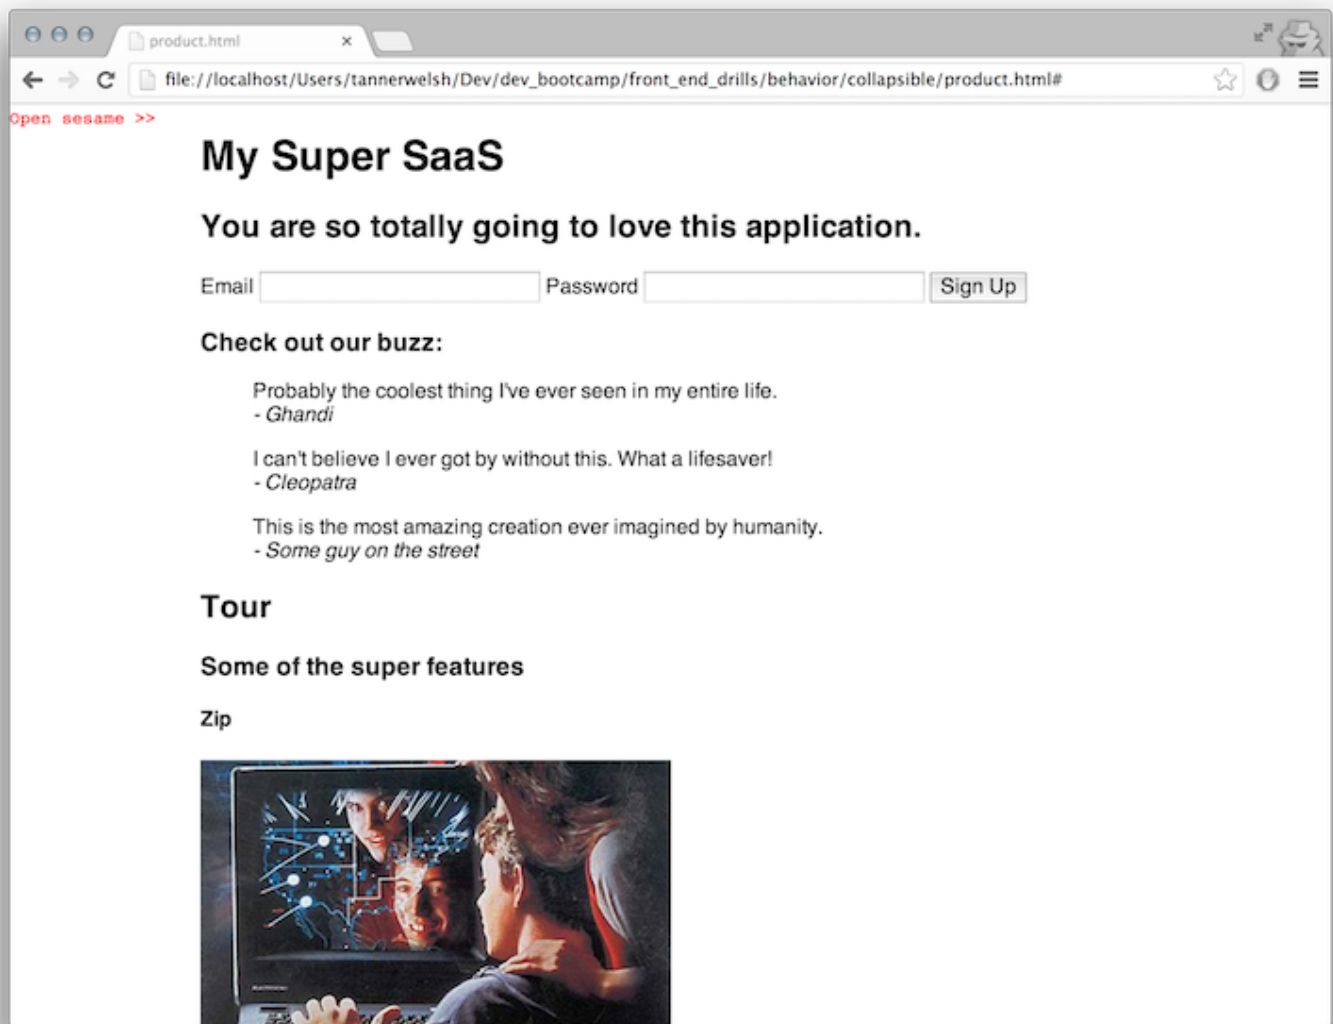 product.html
file://localhost/Users/tannerwelsh/Dev/dev_bootcamp/front_end_drills/behavior/collapsible/product.html#
Open sesame >>
My Super SaaS
You are so totally going to love this application.
Email Password Sign Up
Check out our buzz:
Probably the coolest thing I've ever seen in my entire life.
- Ghandi
I can't believe I ever got by without this. What a lifesaver!
- Cleopatra
This is the most amazing creation ever imagined by humanity.
- Some guy on the street
Tour
Some of the super features
Zip